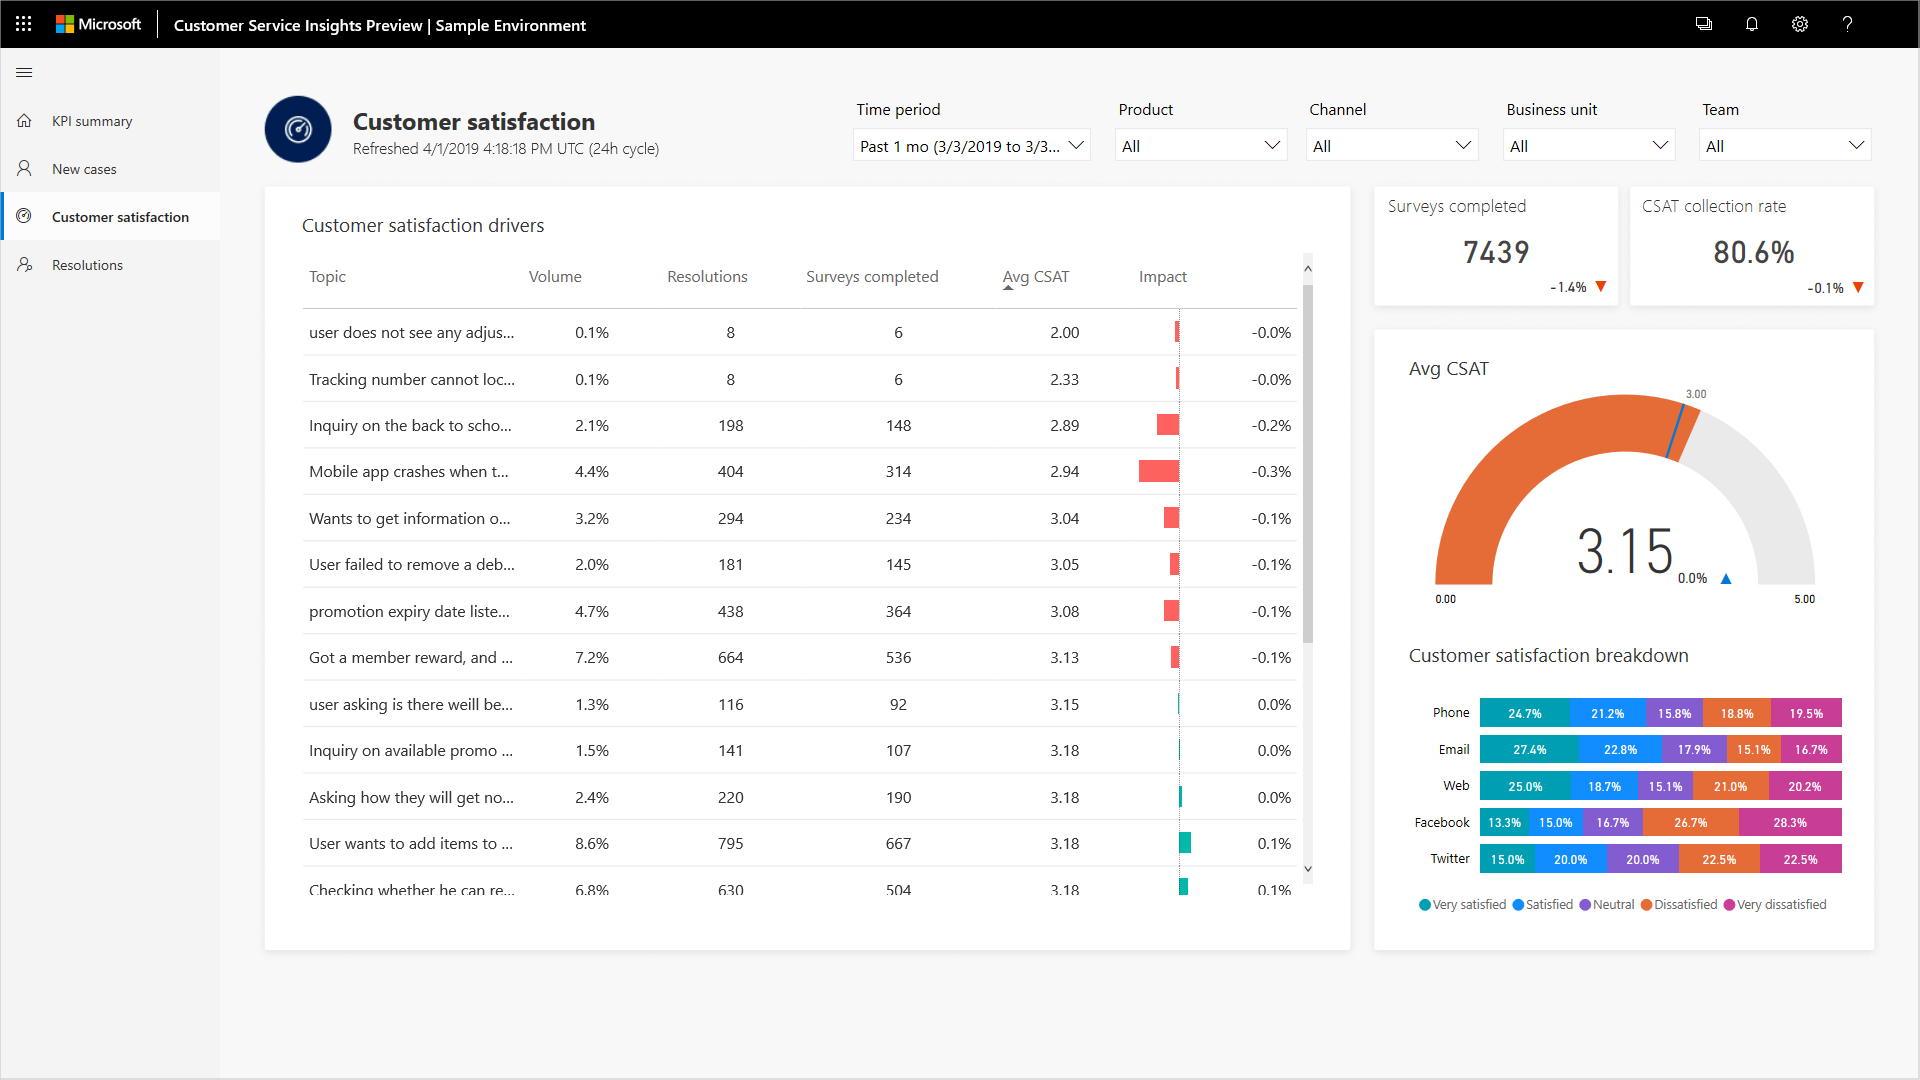 Microsoft Customer Service Insights Preview | Sample Environment
KPI summary
New cases
Customer satisfaction
Resolutions
Customer satisfaction
Refreshed 4/1/2019 4:18:18 PM UTC (24h cycle)
Time period Product Channel Business unit Team
Past 1 mo (3/3/2019 to 3/3... All All All All
Customer satisfaction drivers
Topic Volume Resolutions Surveys completed Avg CSAT Impact
user does not see any adjus... 0.1% 8 6 2.00 -0.0%
Tracking number cannot loc... 0.1% 8 6 2.33 -0.0%
Inquiry on the back to scho... 2.1% 198 148 2.89 -0.2%
Mobile app crashes when t... 4.4% 404 314 2.94 -0.3%
Wants to get information o... 3.2% 294 234 3.04 -0.1%
User failed to remove a deb... 2.0% 181 145 3.05 -0.1%
promotion expiry date liste... 4.7% 438 364 3.08 -0.1%
Got a member reward, and ... 7.2% 664 536 3.13 -0.1%
user asking is there weill be... 1.3% 116 92 3.15 0.0%
Inquiry on available promo ... 1.5% 141 107 3.18 0.0%
Asking how they will get no... 2.4% 220 190 3.18 0.0%
User wants to add items to ... 8.6% 795 667 3.18 0.1%
Checking whether he can re... 6.8% 630 504 3.18 0.1%
Surveys completed
7439
-1.4%
CSAT collection rate
80.6%
-0.1%
Avg CSAT
3.00
3.15
0.0%
0.00 5.00
Customer satisfaction breakdown
Phone 24.7% 21.2% 15.8% 18.8% 19.5%
Email 27.4% 22.8% 17.9% 15.1% 16.7%
Web 25.0% 18.7% 15.1% 21.0% 20.2%
Facebook 13.3% 15.0% 16.7% 26.7% 28.3%
Twitter 15.0% 20.0% 20.0% 22.5% 22.5%
Very satisfied Satisfied Neutral Dissatisfied Very dissatisfied